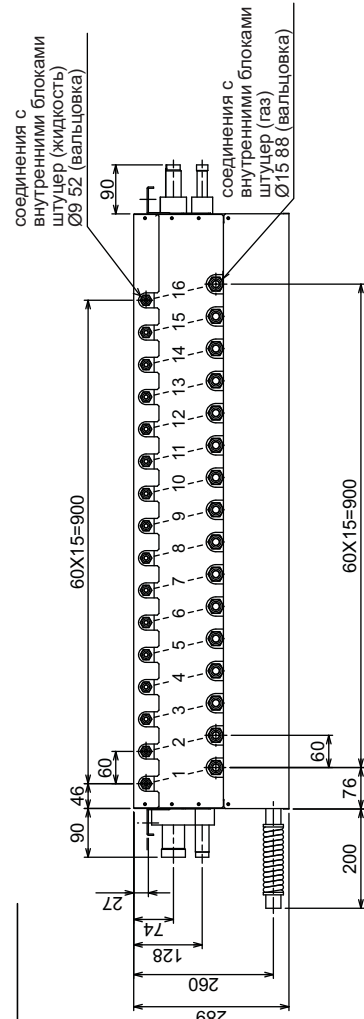 соединения с
внутренними блоками
штуцер (жидкость)
Ø9 52 (вальцовка)
90
60X15=900
46
60
90
27
74
128
260
289
1
2
3
4
5
6
7
8
9
10
11
12
13
14
15
16
соединения с
внутренними блоками
штуцер (газ)
Ø15 88 (вальцовка)
60
76
60X15=900
200